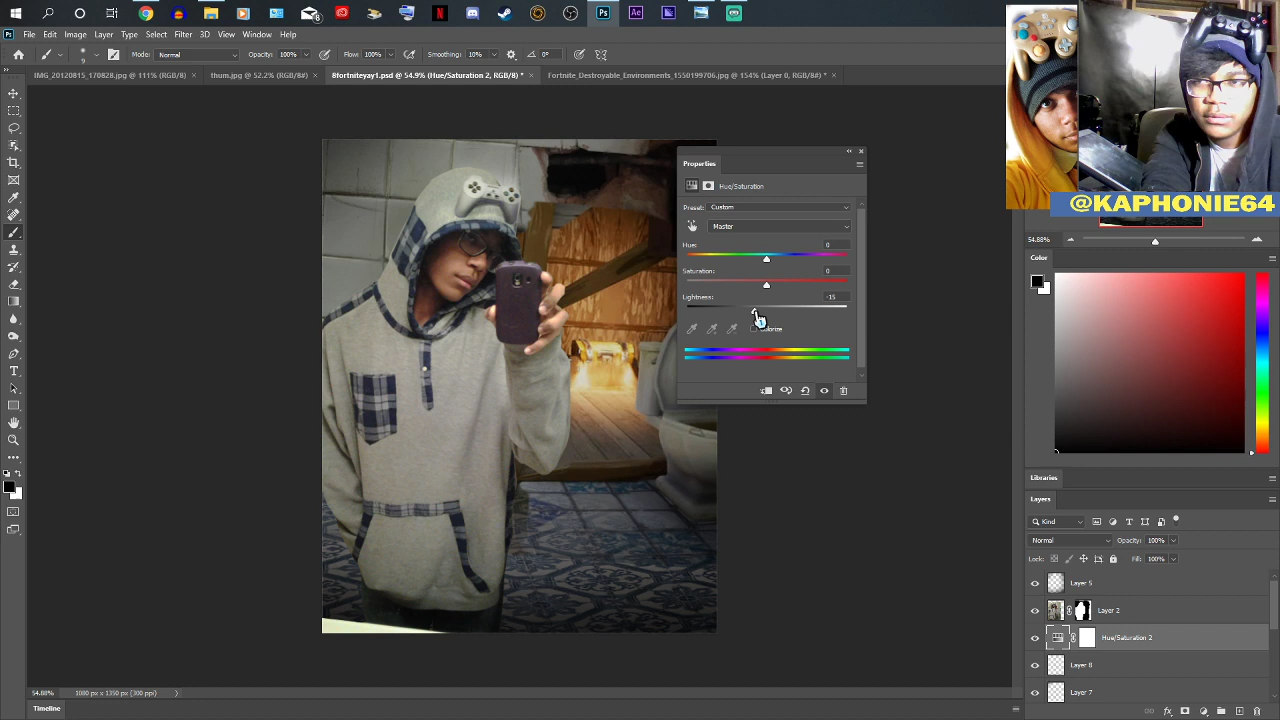 8
Ae
File Edit Image Layer Type Select Filter 3D View Window Help
Mode: Normal Opacity: 100% Flow: 100% Smoothing: 10% 0°
IMG_20120815_170828.jpg @ 111% (RGB/8) × thum.jpg @ 52.2% (RGB/8#) × 8fortniteyay1.psd @ 54.9% (Hue/Saturation 2, RGB/8) * × Fortnite_Destroyable_Environments_1550199706.jpg @ 154% (Layer 0, RGB/8#) * ×
Properties
Hue/Saturation
Preset: Custom
Master
Hue: 0
Saturation: 0
Lightness: -15
@KAPHONIE64
54.88%
Color
Libraries
Layers
Kind
Normal Opacity: 100%
Lock: Fill: 100%
Layer 5
Layer 2
Hue/Saturation 2
Layer 8
Layer 7
54.88% 1080 px x 1350 px (300 ppi)
Timeline